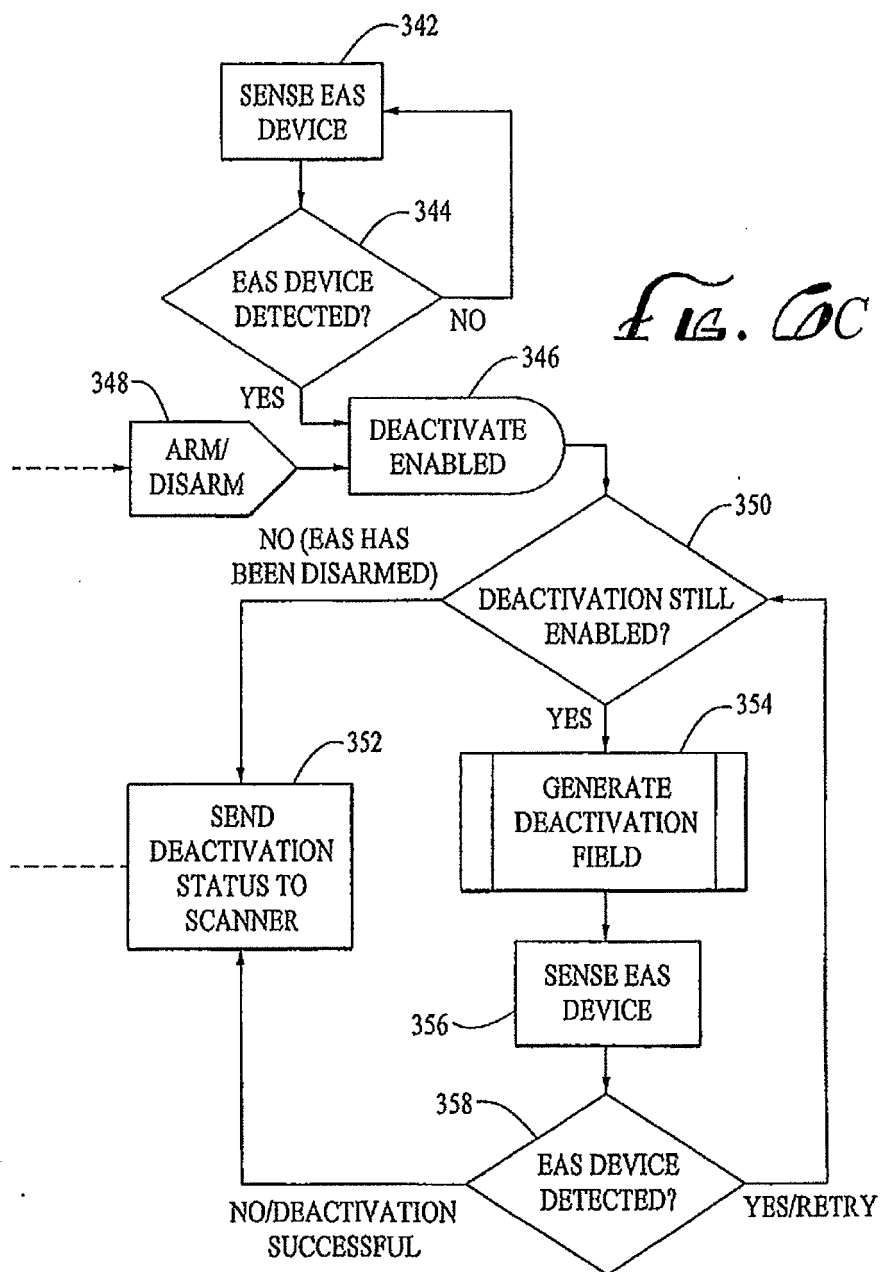 342
SENSE EAS
DEVICE
344
EAS DEVICE
DETECTED?
NO
FIG. 6C
346
YES
348
DEACTIVATE
ENABLED
ARM/
DISARM
350
NO (EAS HAS
BEEN DISARMED)
DEACTIVATION STILL
ENABLED?
YES
354
352
GENERATE
DEACTIVATION
FIELD
SEND
DEACTIVATION
STATUS TO
SCANNER
SENSE EAS
DEVICE
356
358
EAS DEVICE
DETECTED?
NO/DEACTIVATION
SUCCESSFUL
YES/RETRY